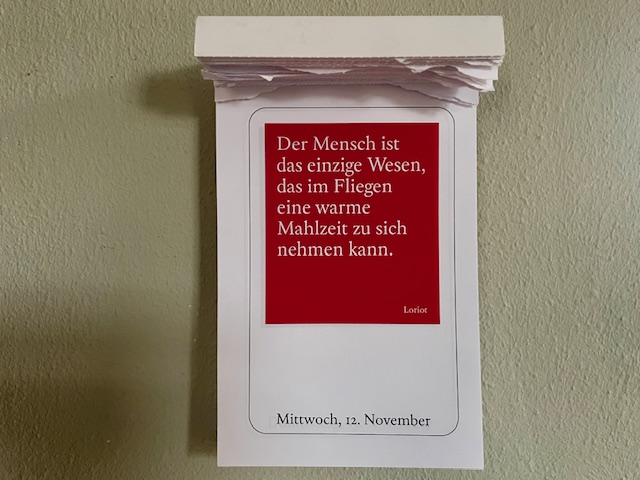 Der Mensch ist
das einzige Wesen,
das im Fliegen
eine warme
Mahlzeit zu sich
nehmen kann.
Loriot
Mittwoch, 12. November